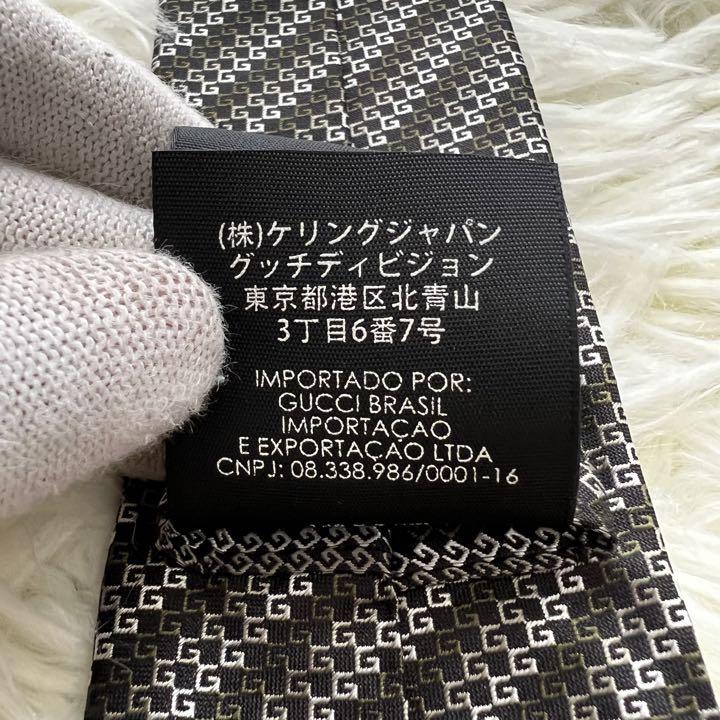 (株)ケリングジャパン
グッチディビジョン
東京都港区北青山
3丁目6番7号
IMPORTADO POR:
GUCCI BRASIL
IMPORTAÇAO
E EXPORTAÇAO LTDA
CNPJ: 08.338.986/0001-16